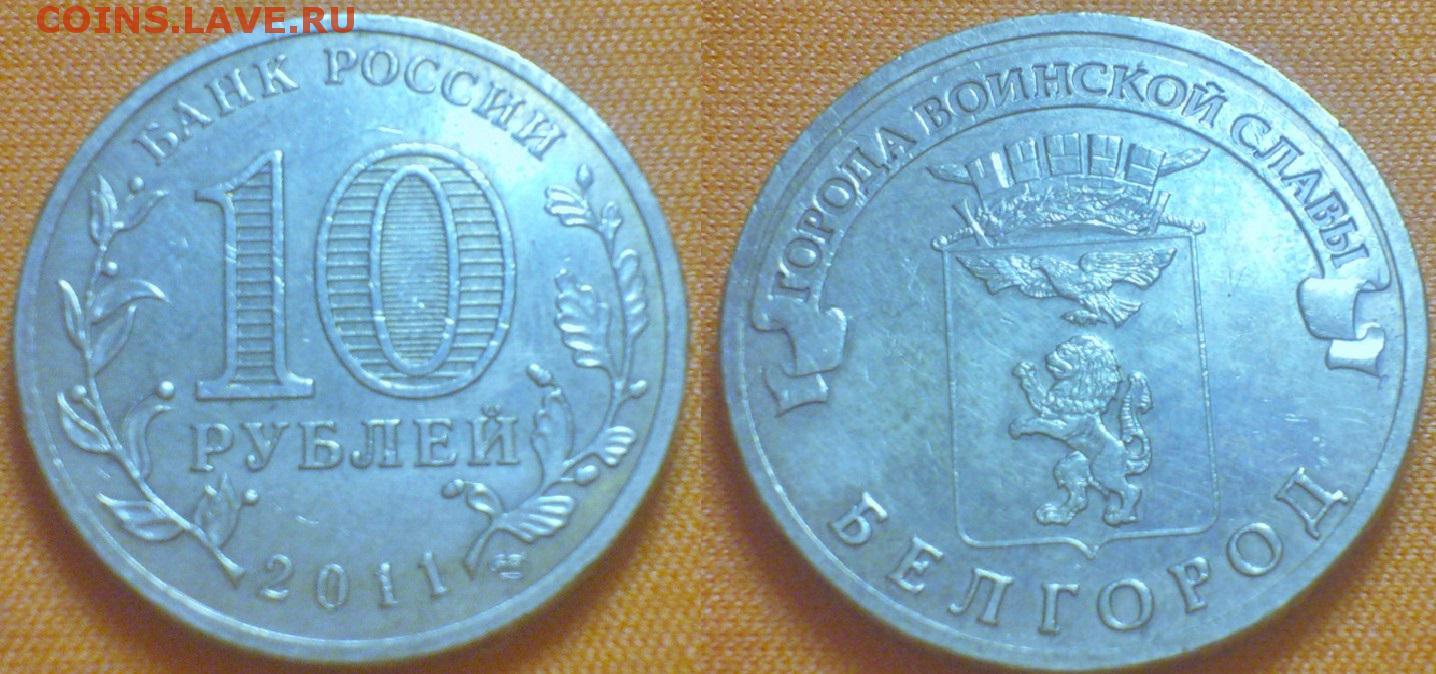 COINS.LAVE.RU
БАНК РОССИИ
10
РУБЛЕЙ
2011
ГОРОДА ВОИНСКОЙ СЛАВЫ
БЕЛГОРОД